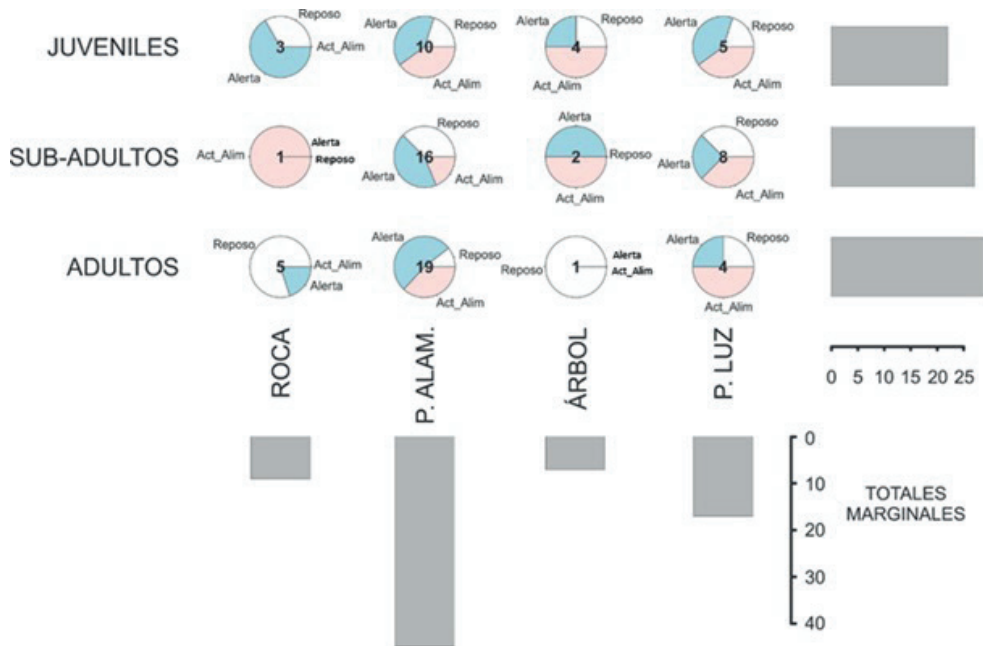 JUVENILES
Reposo
3
Act_Alim
Alerta
Alerta
Reposo
10
Act_Alim
Alerta
Reposo
4
Act_Alim
Alerta
Reposo
5
Act_Alim
SUB-ADULTOS
Act_Alim
1
Alerta
Reposo
Reposo
16
Alerta
Act_Alim
Alerta
2
Reposo
Act_Alim
Reposo
8
Alerta
Act_Alim
ADULTOS
Reposo
5
Act_Alim
Alerta
Alerta
19
Reposo
Act_Alim
Reposo
1
Alerta
Act_Alim
Alerta
Reposo
4
Act_Alim
ROCA
P. ALAM.
ÁRBOL
P. LUZ
0 5 10 15 20 25
0
10
20
30
40
TOTALES
MARGINALES